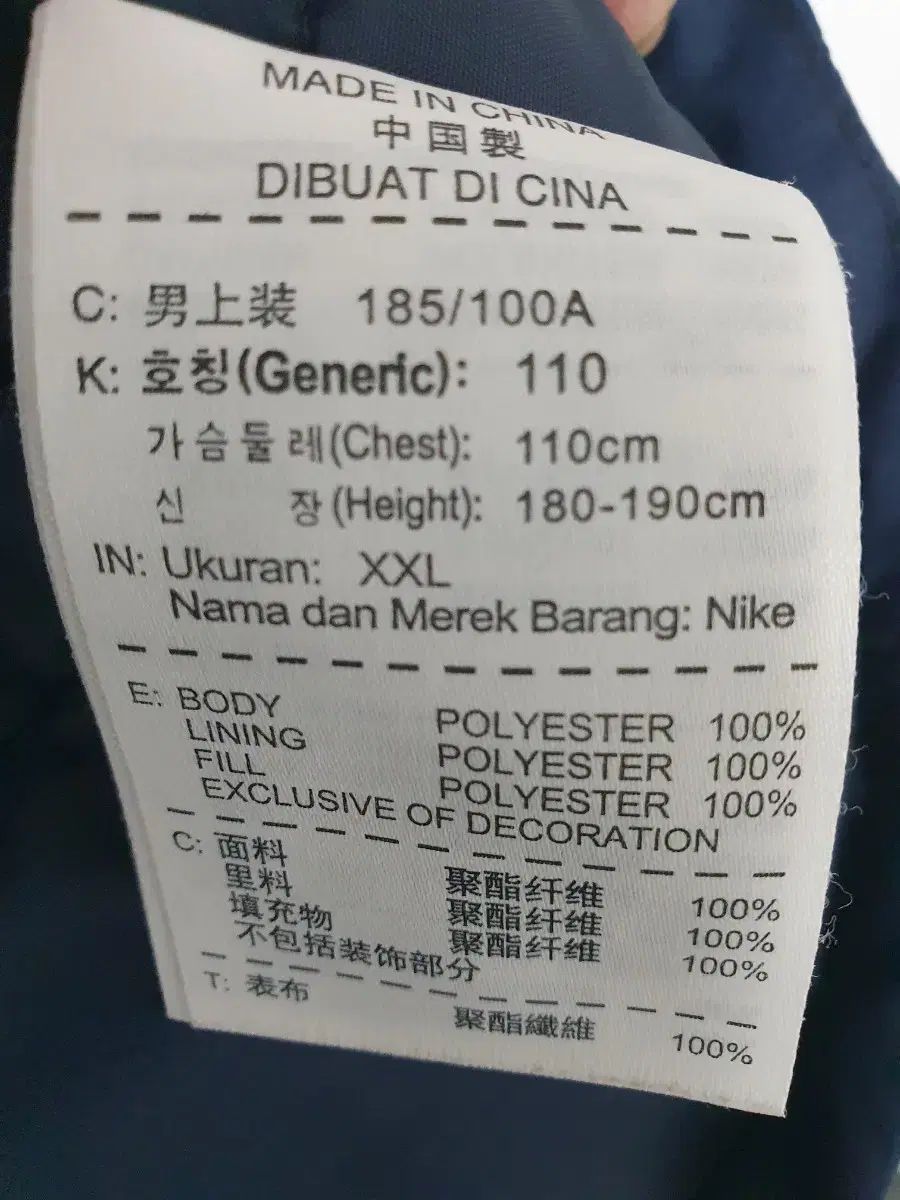 MADE IN CHINA
中国製
DIBUAT DI CINA
C: 男上装 185/100A
K: 호칭(Generic): 110
가슴둘레(Chest): 110cm
신 장(Height): 180-190cm
IN: Ukuran: XXL
Nama dan Merek Barang: Nike
E: BODY POLYESTER 100%
LINING POLYESTER 100%
FILL POLYESTER 100%
EXCLUSIVE OF DECORATION
C: 面料 聚酯纤维 100%
里料 聚酯纤维 100%
填充物 聚酯纤维 100%
不包括装饰部分
T: 表布 聚酯纖維 100%